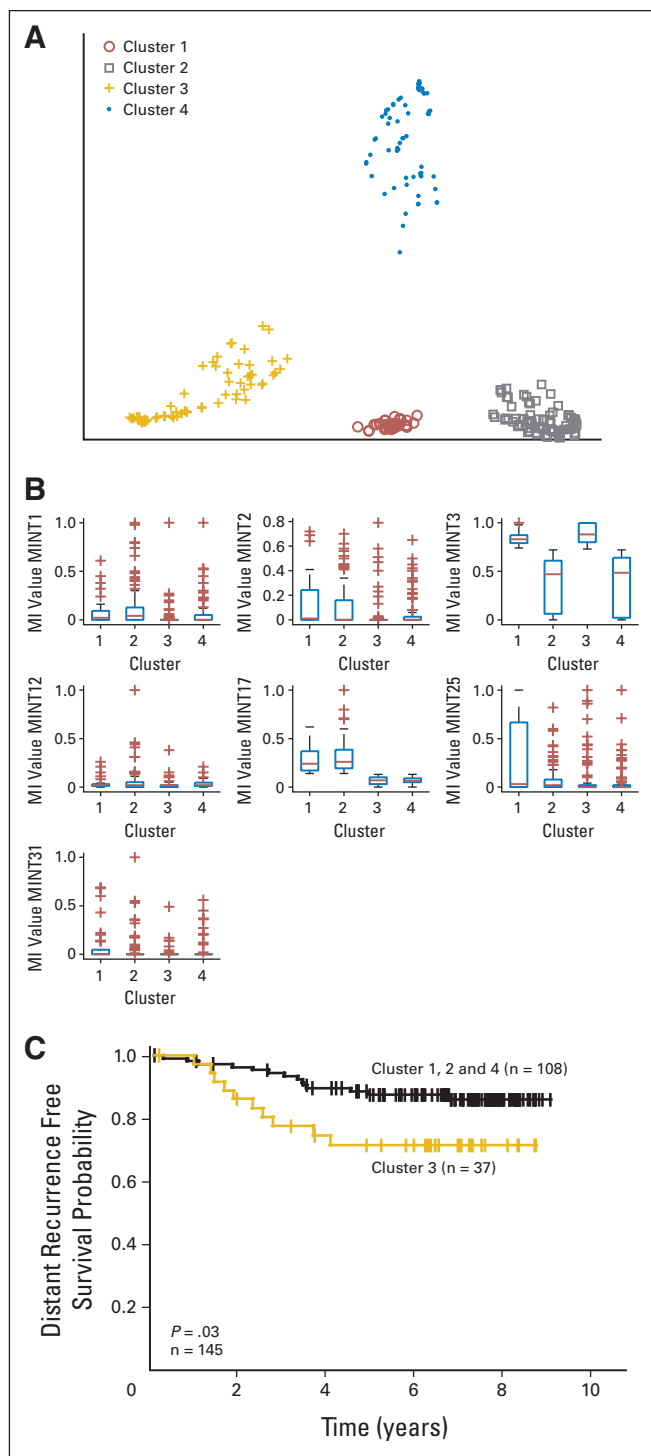 A
Cluster 1
Cluster 2
Cluster 3
Cluster 4
B
MI Value MINT1
1.0
0.5
0
1 2 3 4
Cluster
MI Value MINT2
0.8
0.6
0.4
0.2
0
1 2 3 4
Cluster
MI Value MINT3
1.0
0.5
0
1 2 3 4
Cluster
MI Value MINT12
1.0
0.5
0
1 2 3 4
Cluster
MI Value MINT17
1.0
0.5
0
1 2 3 4
Cluster
MI Value MINT25
1.0
0.5
0
1 2 3 4
Cluster
MI Value MINT31
1.0
0.5
0
1 2 3 4
Cluster
C
Distant Recurrence Free
Survival Probability
1.0
0.8
0.6
0.4
0.2
Cluster 1, 2 and 4 (n = 108)
Cluster 3 (n = 37)
P = .03
n = 145
0 2 4 6 8 10
Time (years)